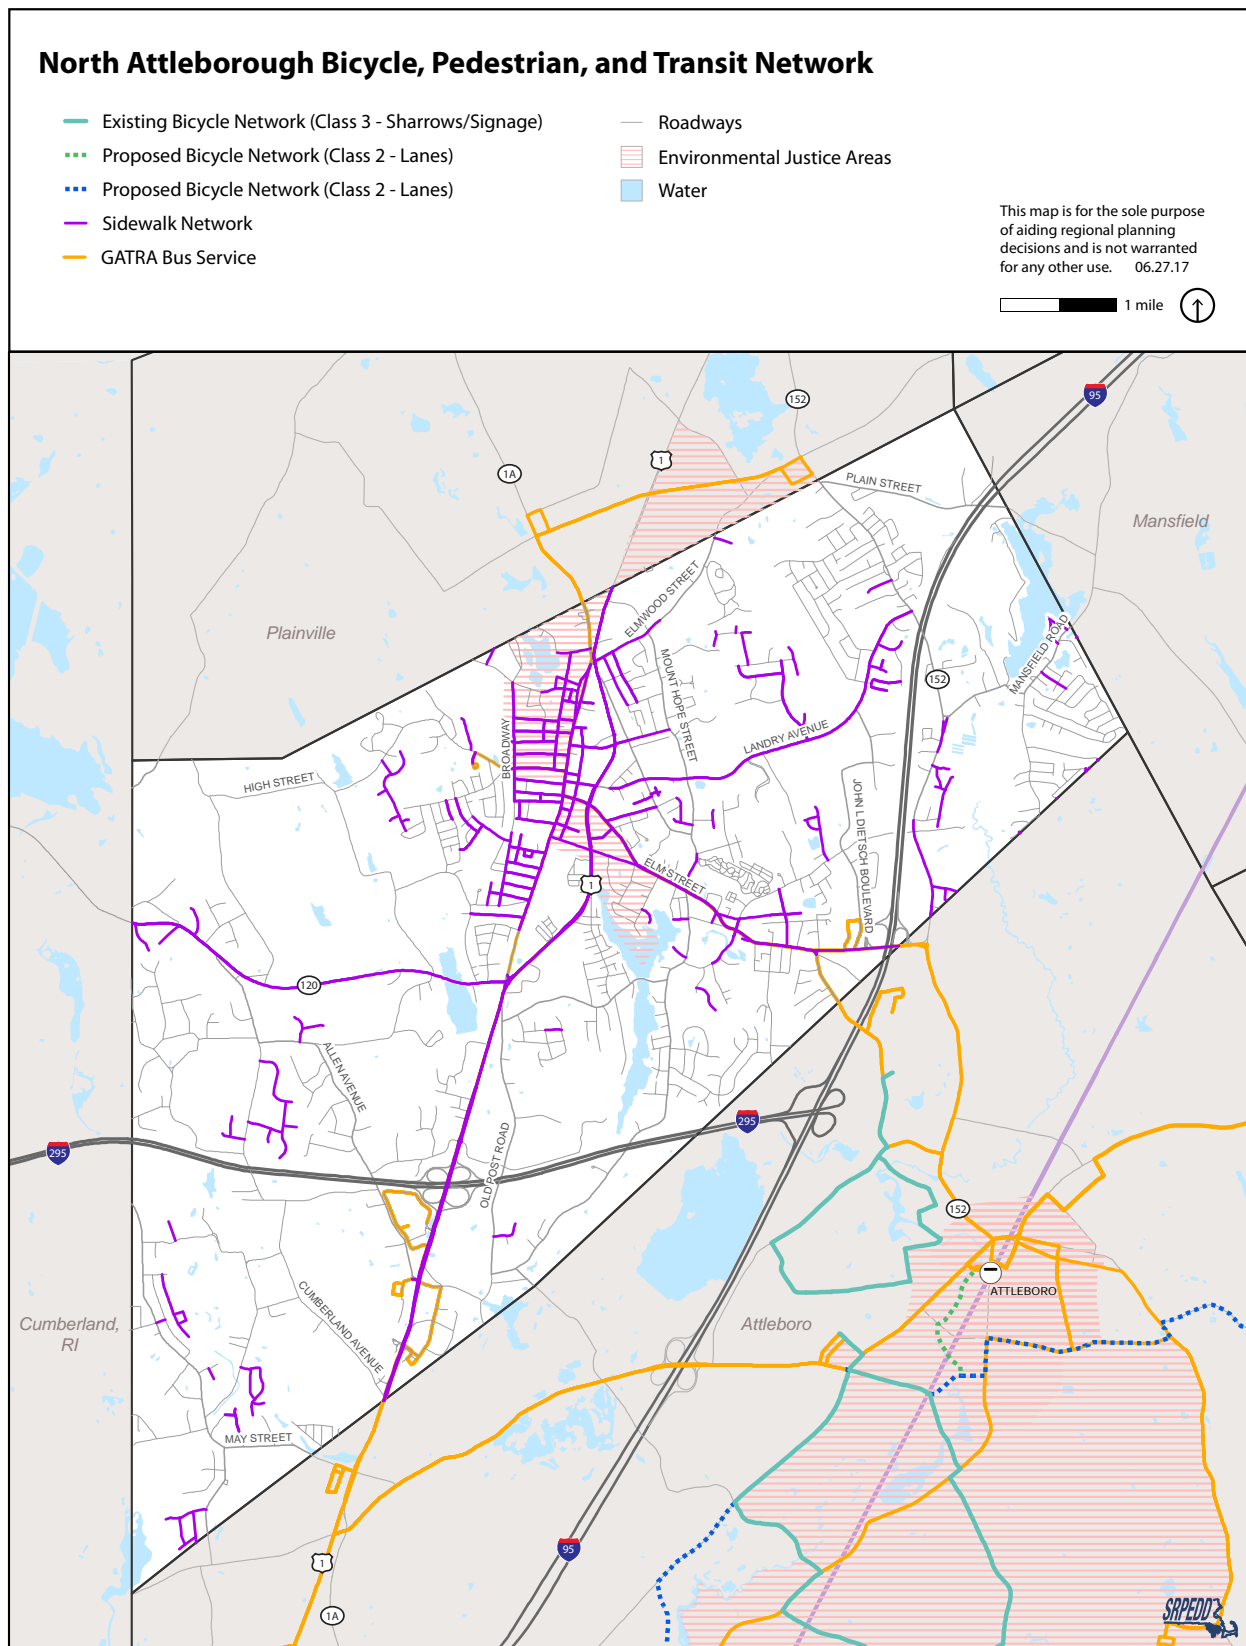 North Attleborough Bicycle, Pedestrian, and Transit Network
Existing Bicycle Network (Class 3 - Sharrows/Signage)
Proposed Bicycle Network (Class 2 - Lanes)
Proposed Bicycle Network (Class 2 - Lanes)
Sidewalk Network
GATRA Bus Service
Roadways
Environmental Justice Areas
Water
This map is for the sole purpose
of aiding regional planning
decisions and is not warranted
for any other use. 06.27.17
1 mile
95
152
1
1A
PLAIN STREET
Mansfield
ELMWOOD STREET
Plainville
MANSFIELD ROAD
MOUNT HOPE STREET
152
BROADWAY
LANDRY AVENUE
HIGH STREET
JOHN L DIETSCH BOULEVARD
ELM STREET
1
120
ALLEN AVENUE
295
295
OLD POST ROAD
152
ATTLEBORO
CUMBERLAND AVENUE
Cumberland,
RI
Attleboro
MAY STREET
95
1
1A
SRPEDD